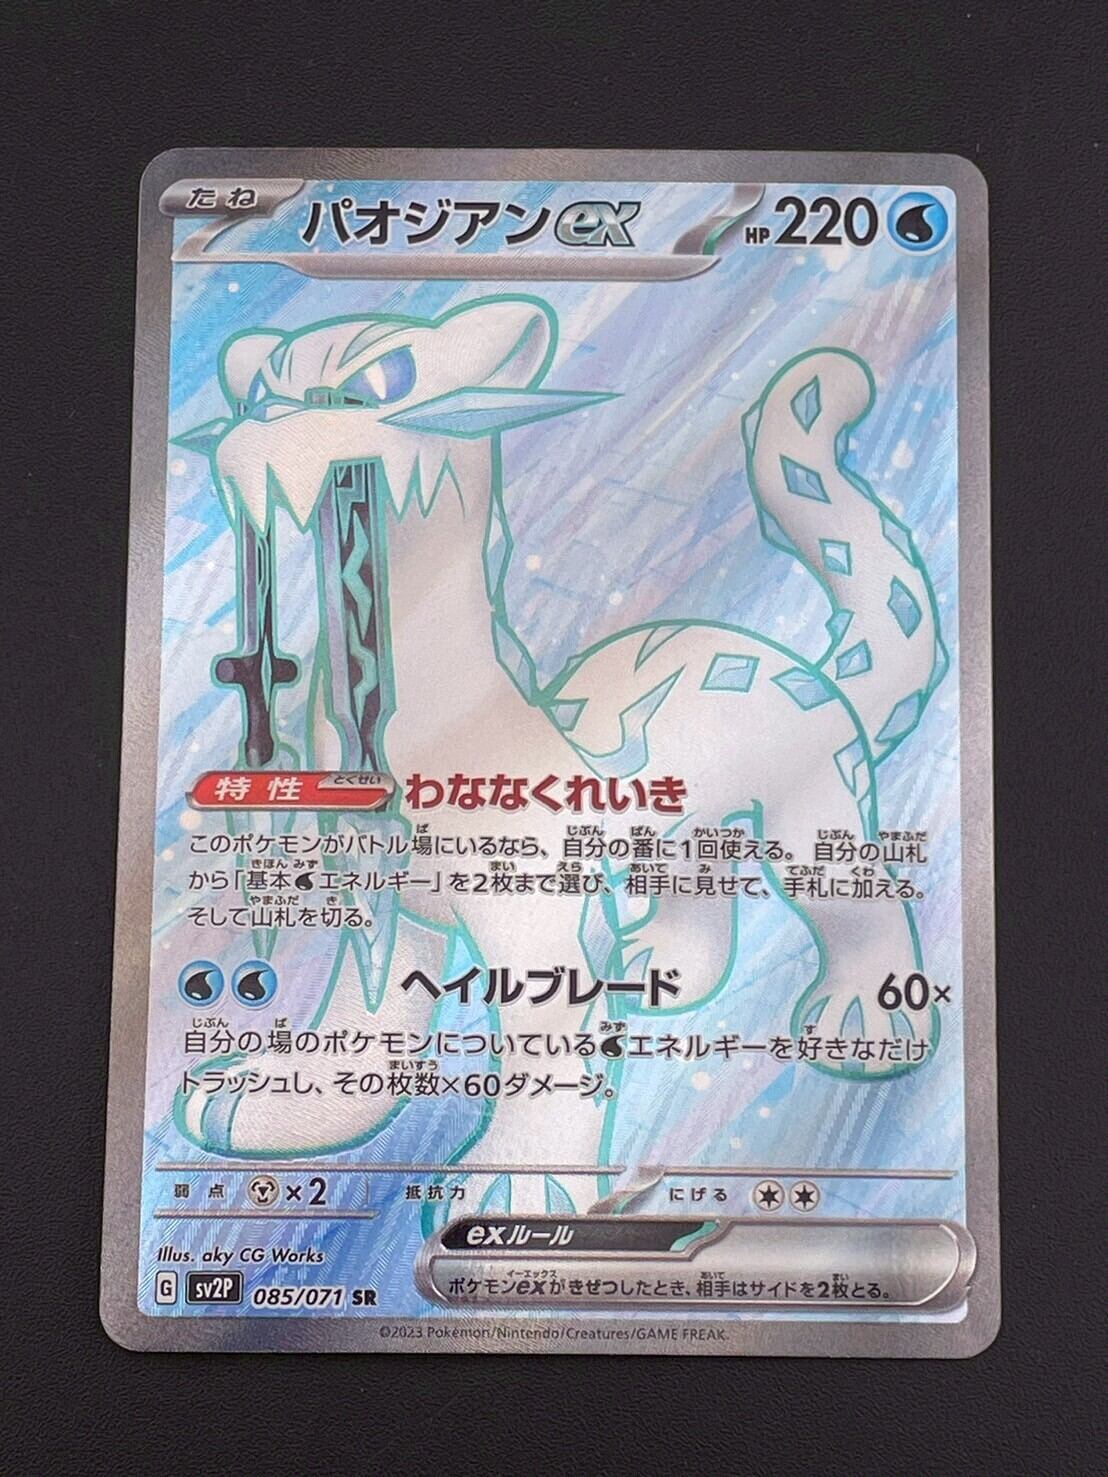 たね
パオジアンex
HP220
特性 とくせい わななくれいき
このポケモンがバトル場にいるなら、自分の番に1回使える。自分の山札
から「基本エネルギー」を2枚まで選び、相手に見せて、手札に加える。
そして山札を切る。
ヘイルブレード 60×
自分の場のポケモンについているエネルギーを好きなだけ
トラッシュし、その枚数×60ダメージ。
弱点 ×2 抵抗力 にげる
exルール
ポケモンexがきぜつしたとき、相手はサイドを2枚とる。
Illus. aky CG Works
G sv2P 085/071 SR
©2023 Pokémon/Nintendo/Creatures/GAME FREAK.